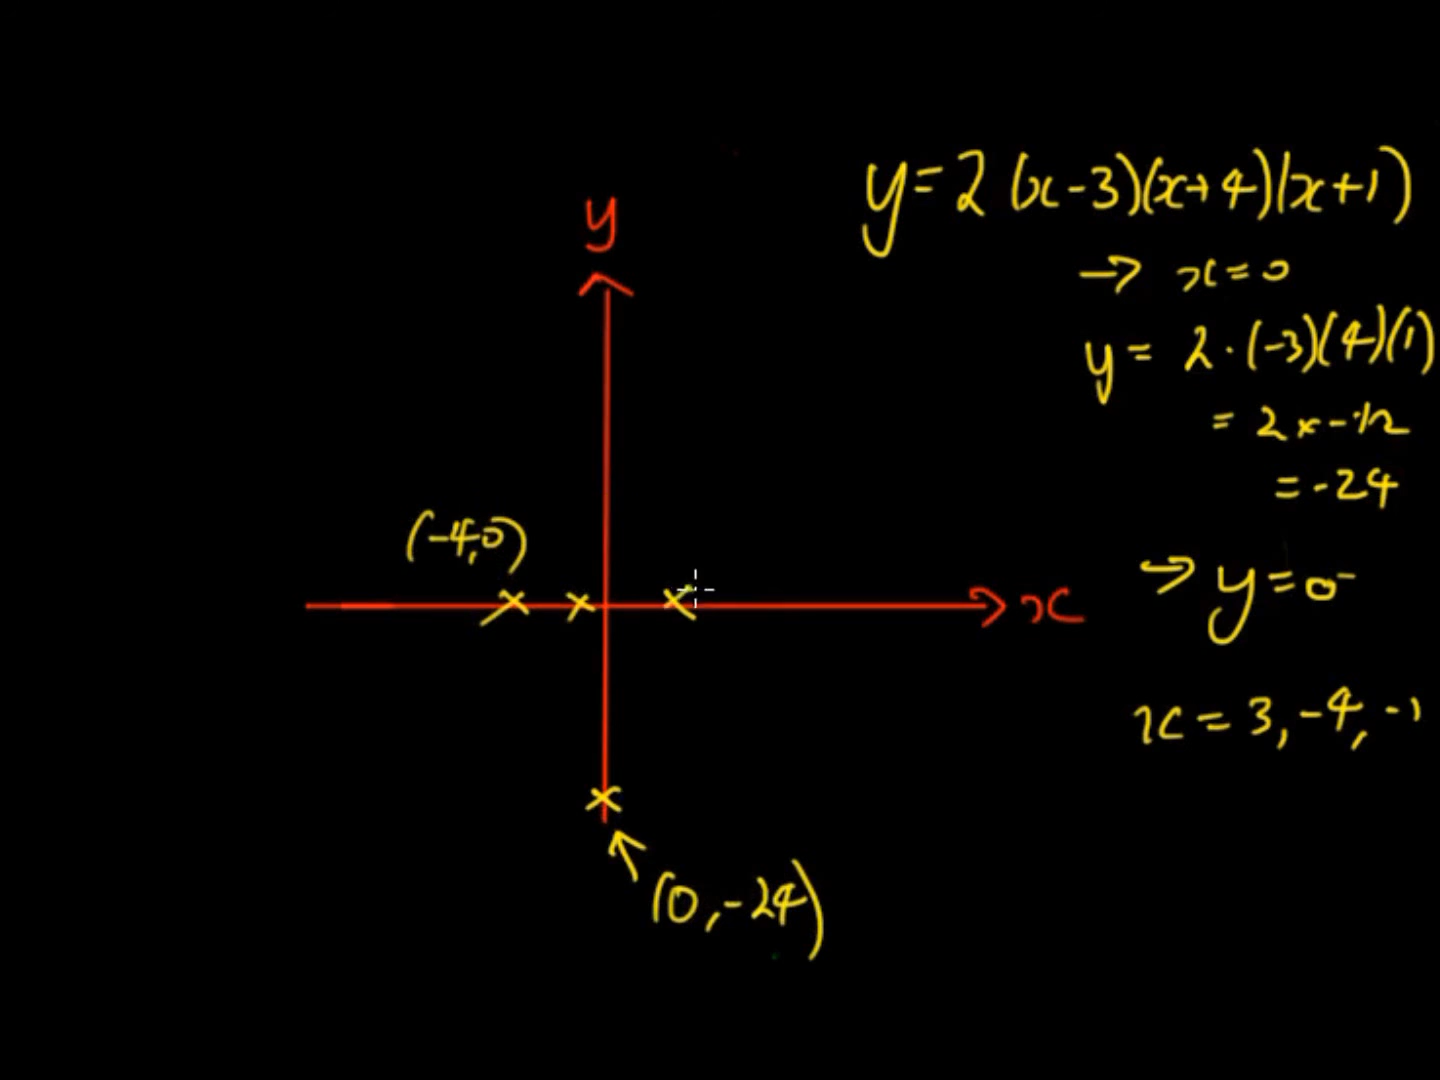 y = 2 (x-3)(x+4)(x+1)
→ x = 0
y = 2 · (-3)(4)(1)
= 2 x -12
= -24
→ y = 0
x = 3, -4, -1
y
(-4,0)
x
(0, -24)